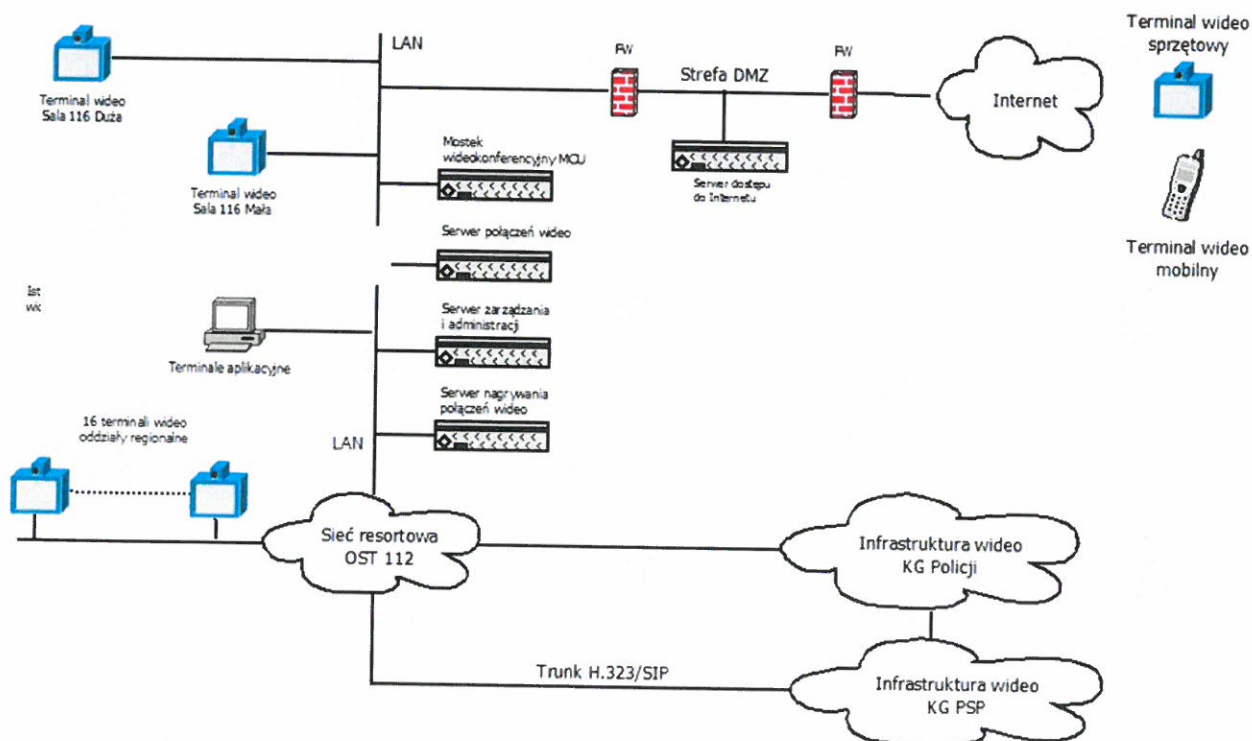 LAN
FW
Strefa DMZ
FW
Internet
Terminal wideo
sprzętowy
Terminal wideo
Sala 116 Duża
Mostek
wideokonferencyjny MCU
Serwer dostępu
do Internetu
Terminal wideo
Sala 116 Mała
Terminal wideo
mobilny
Serwer połączeń wideo
Ist
wic
Serwer zarządzania
i administracji
Terminale aplikacyjne
Serwer nagrywania
połączeń wideo
16 terminali wideo
oddziały regionalne
LAN
Sieć resortowa
OST 112
Infrastruktura wideo
KG Policji
Trunk H.323/SIP
Infrastruktura wideo
KG PSP